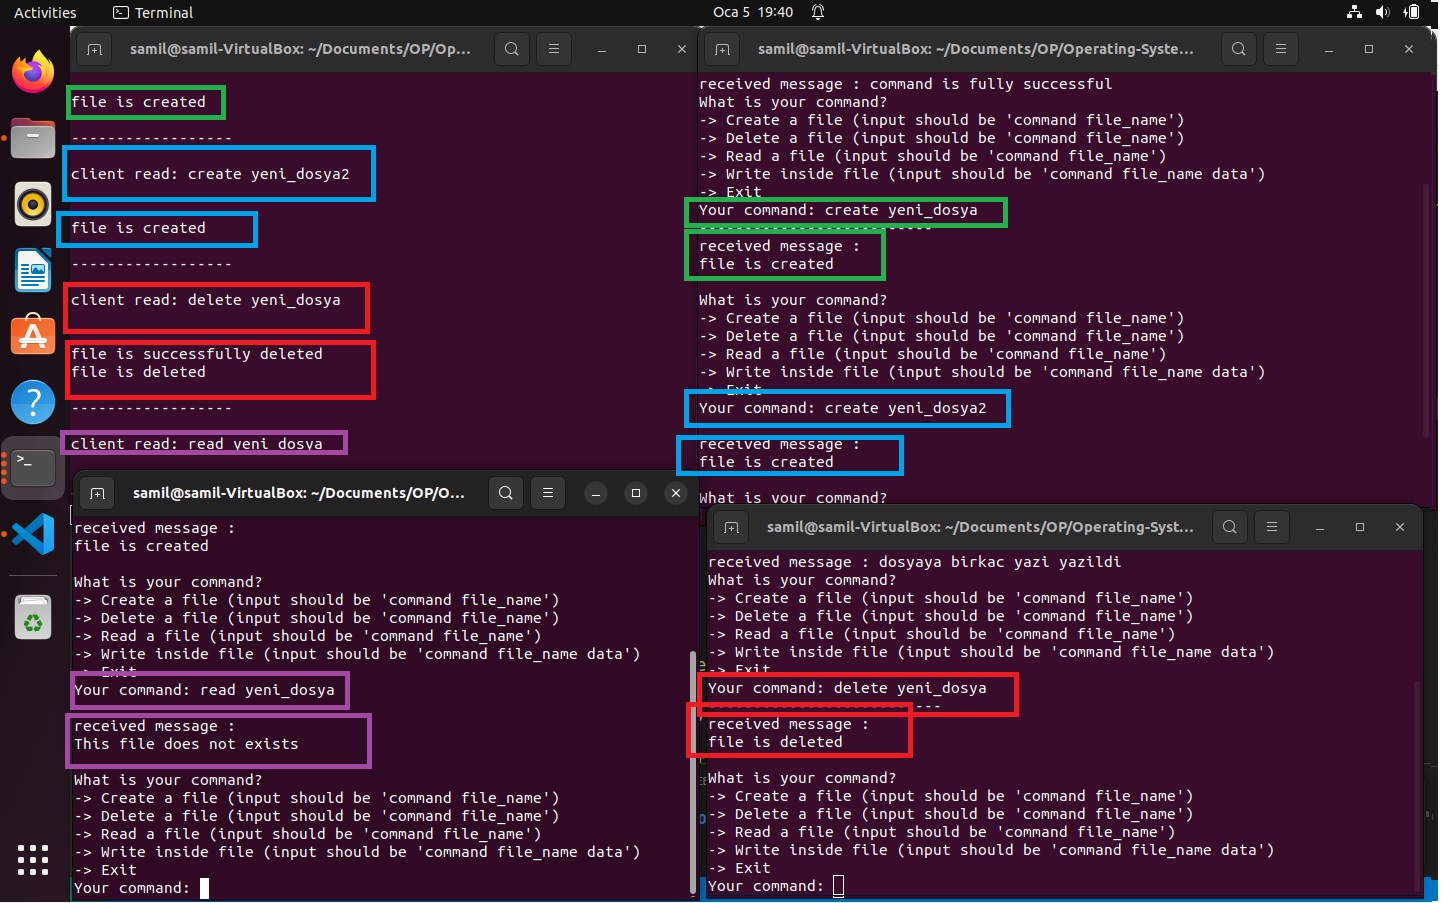 Activities
Terminal
Oca 5 19:40
samil@samil-VirtualBox: ~/Documents/OP/Op...
file is created
------------------
client read: create yeni_dosya2
file is created
------------------
client read: delete yeni_dosya
file is successfully deleted
file is deleted
------------------
client read: read yeni_dosya
samil@samil-VirtualBox: ~/Documents/OP/Operating-Syste...
received message : command is fully successful
What is your command?
-> Create a file (input should be 'command file_name')
-> Delete a file (input should be 'command file_name')
-> Read a file (input should be 'command file_name')
-> Write inside file (input should be 'command file_name data')
-> Exit
Your command: create yeni_dosya
--------------------------
received message :
file is created
What is your command?
-> Create a file (input should be 'command file_name')
-> Delete a file (input should be 'command file_name')
-> Read a file (input should be 'command file_name')
-> Write inside file (input should be 'command file_name data')
-> Exit
Your command: create yeni_dosya2
received message :
file is created
What is your command?
samil@samil-VirtualBox: ~/Documents/OP/O...
received message :
file is created
What is your command?
-> Create a file (input should be 'command file_name')
-> Delete a file (input should be 'command file_name')
-> Read a file (input should be 'command file_name')
-> Write inside file (input should be 'command file_name data')
-> Exit
Your command: read yeni_dosya
received message :
This file does not exists
What is your command?
-> Create a file (input should be 'command file_name')
-> Delete a file (input should be 'command file_name')
-> Read a file (input should be 'command file_name')
-> Write inside file (input should be 'command file_name data')
-> Exit
Your command:
samil@samil-VirtualBox: ~/Documents/OP/Operating-Syst...
received message : dosyaya birkac yazi yazildi
What is your command?
-> Create a file (input should be 'command file_name')
-> Delete a file (input should be 'command file_name')
-> Read a file (input should be 'command file_name')
-> Write inside file (input should be 'command file_name data')
-> Exit
Your command: delete yeni_dosya
--------------------------
received message :
file is deleted
What is your command?
-> Create a file (input should be 'command file_name')
-> Delete a file (input should be 'command file_name')
-> Read a file (input should be 'command file_name')
-> Write inside file (input should be 'command file_name data')
-> Exit
Your command: